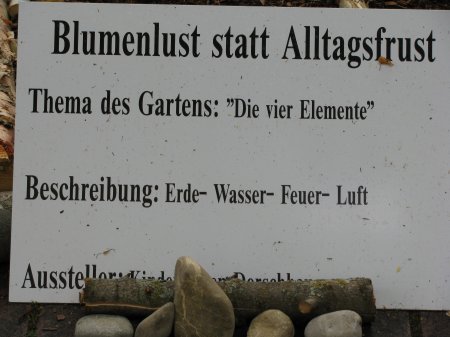 Blumenlust statt Alltagsfrust
Thema des Gartens: ”Die vier Elemente”
Beschreibung: Erde- Wasser- Feuer- Luft
Aussteller: